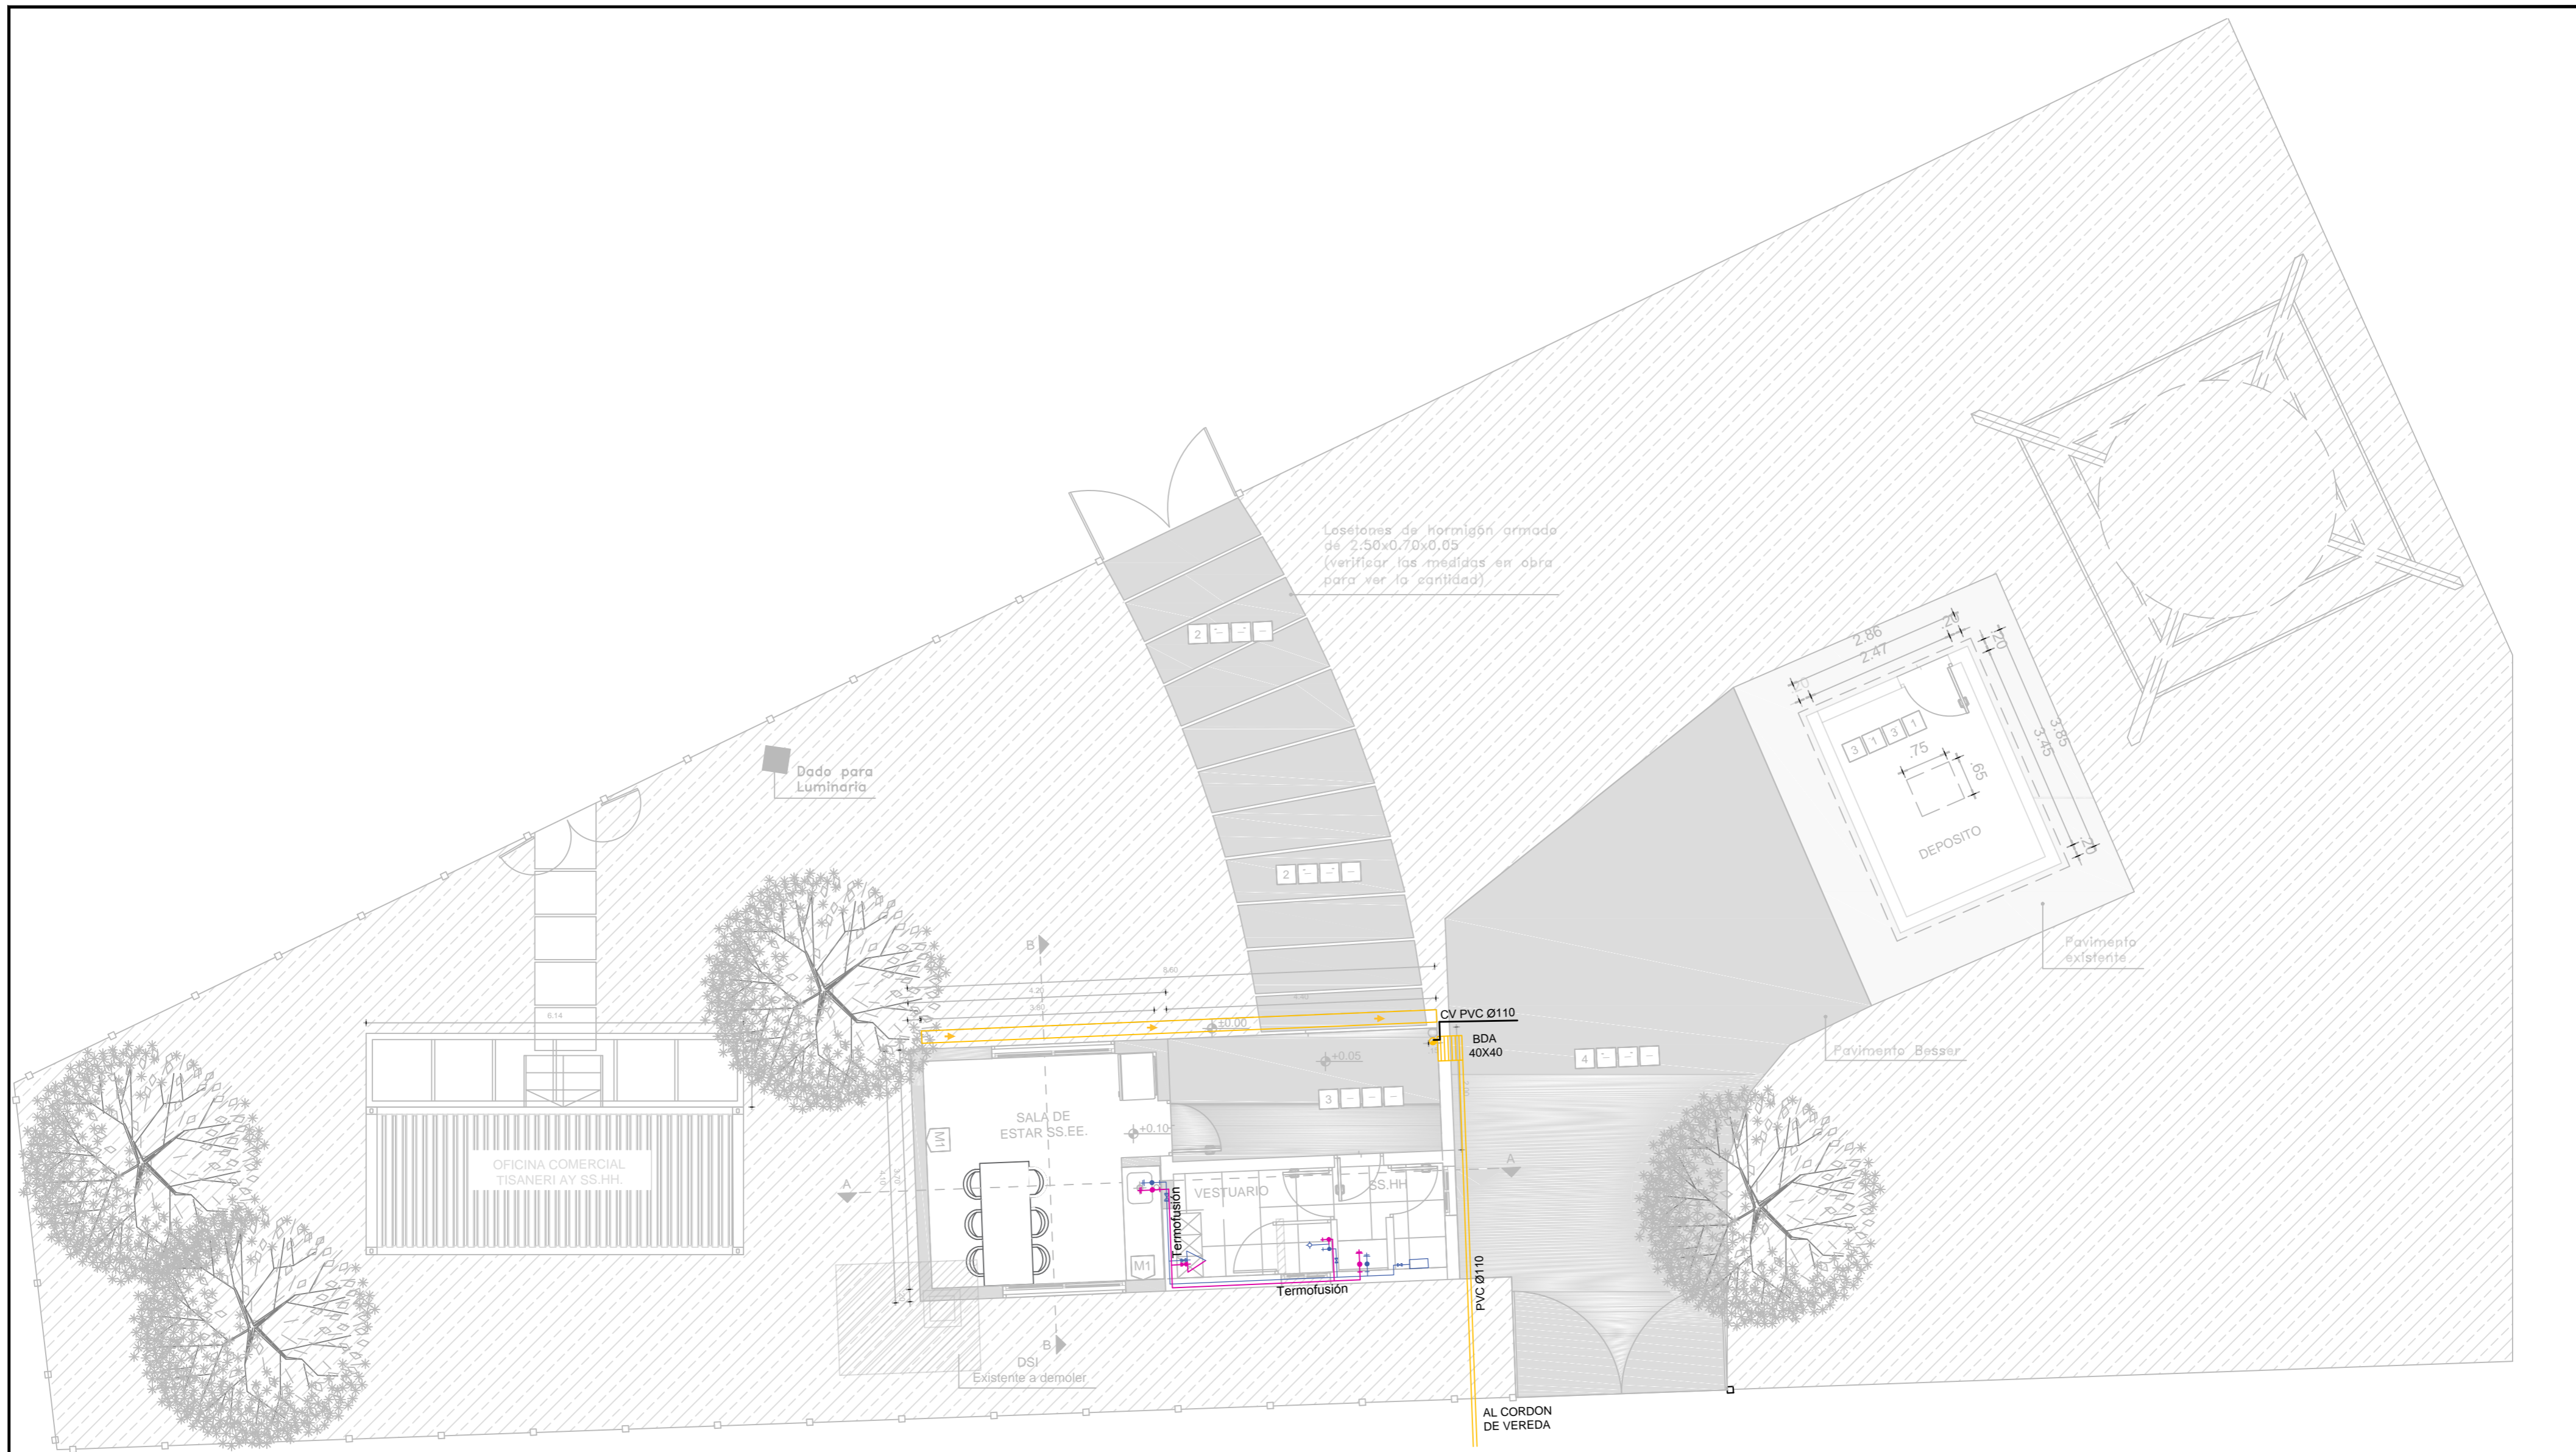 Losetones de hormigón armado
de 2.50x0.70x0.05
(verificar las medidas en obra
para ver la cantidad)
2
2.86
2.47
.20
.20
.20
3.85
3.45
3 1 3 1
.75
.65
DEPOSITO
.20
Dado para
Luminaria
2
Pavimento
existente
B
8.60
4.20
4.40
3.80
6.14
±0.00
CV PVC Ø110
BDA
40X40
+0.05
4
Pavimento Besser
3
SALA DE
ESTAR SS.EE.
+0.10
M1
OFICINA COMERCIAL
TISANERI AY SS.HH.
A
A
VESTUARIO
SS.HH
Termofusión
M1
Termofusión
PVC Ø110
B
DSI
Existente a demoler
AL CORDON
DE VEREDA